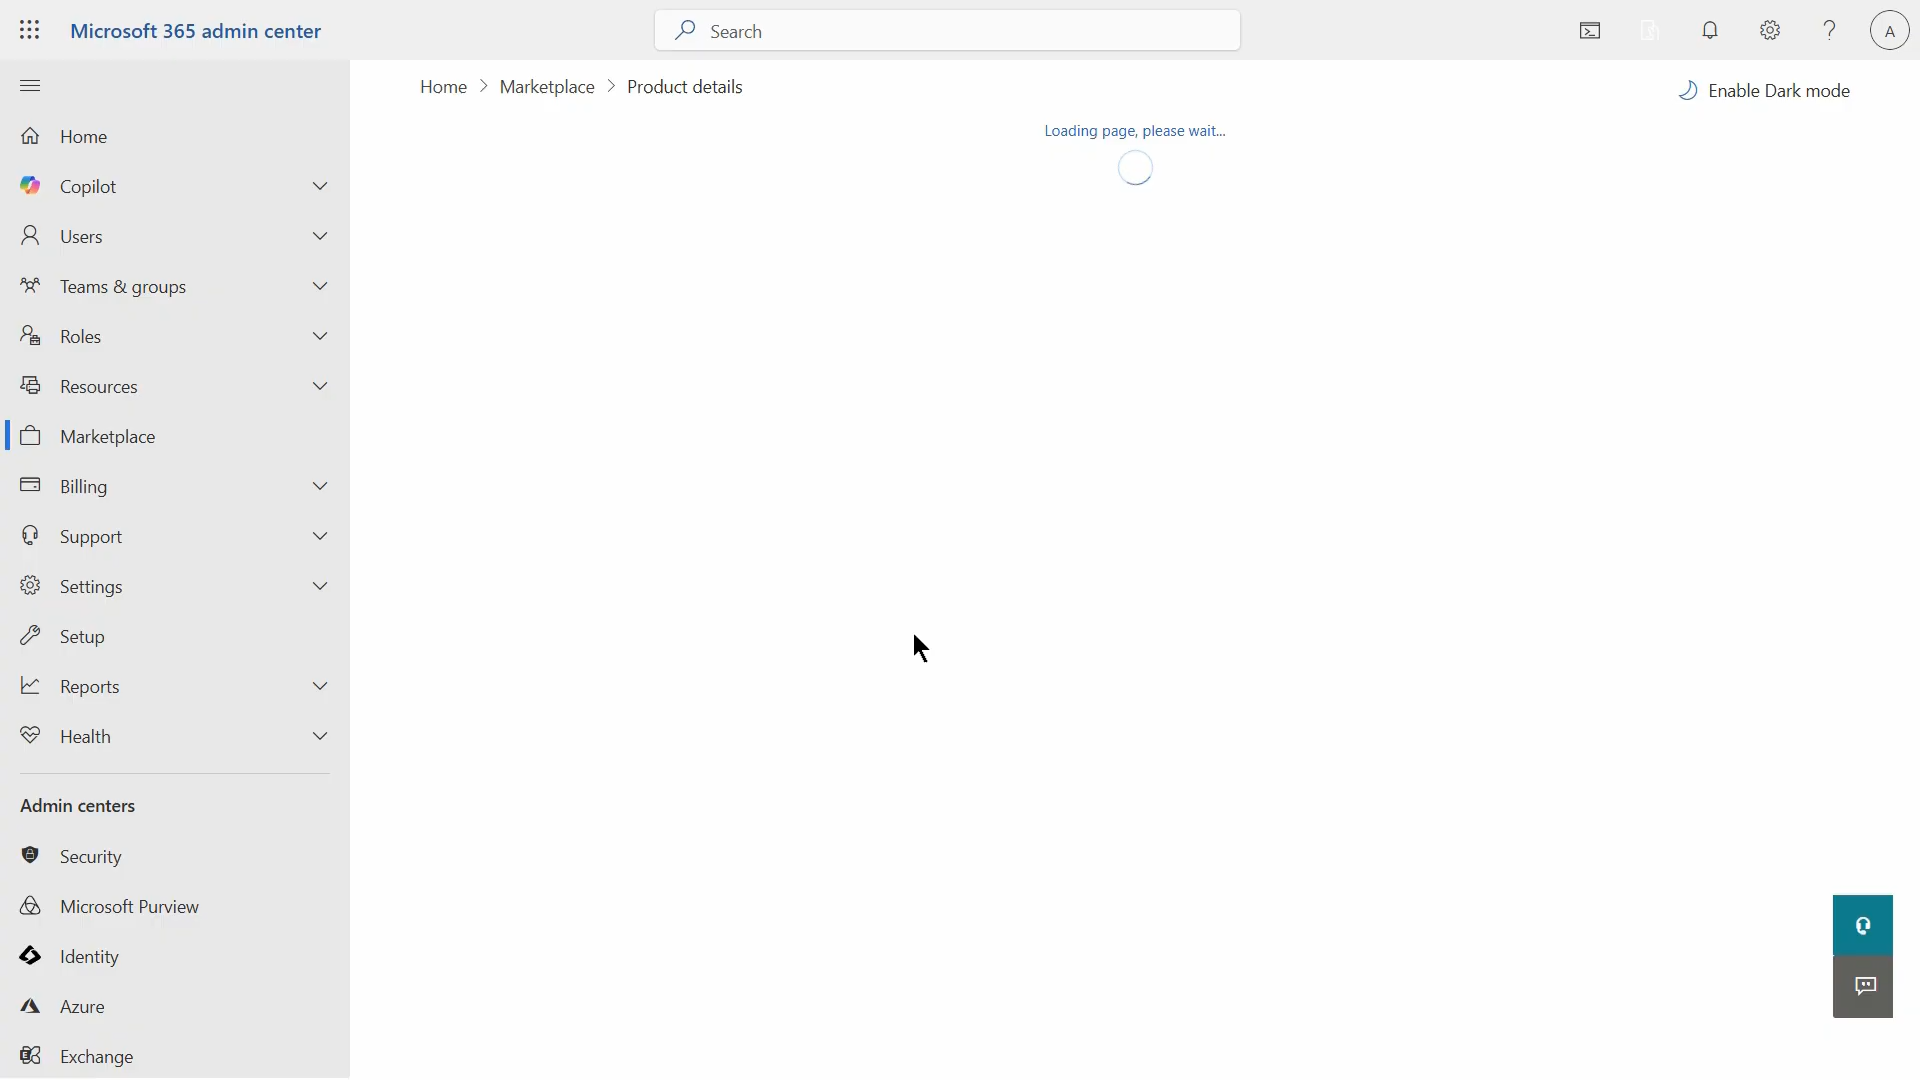 Microsoft 365 admin center
Search
A
Home
Copilot
Users
Teams & groups
Roles
Resources
Marketplace
Billing
Support
Settings
Setup
Reports
Health
Admin centers
Security
Microsoft Purview
Identity
Azure
Exchange
Home > Marketplace > Product details
Enable Dark mode
Loading page, please wait...